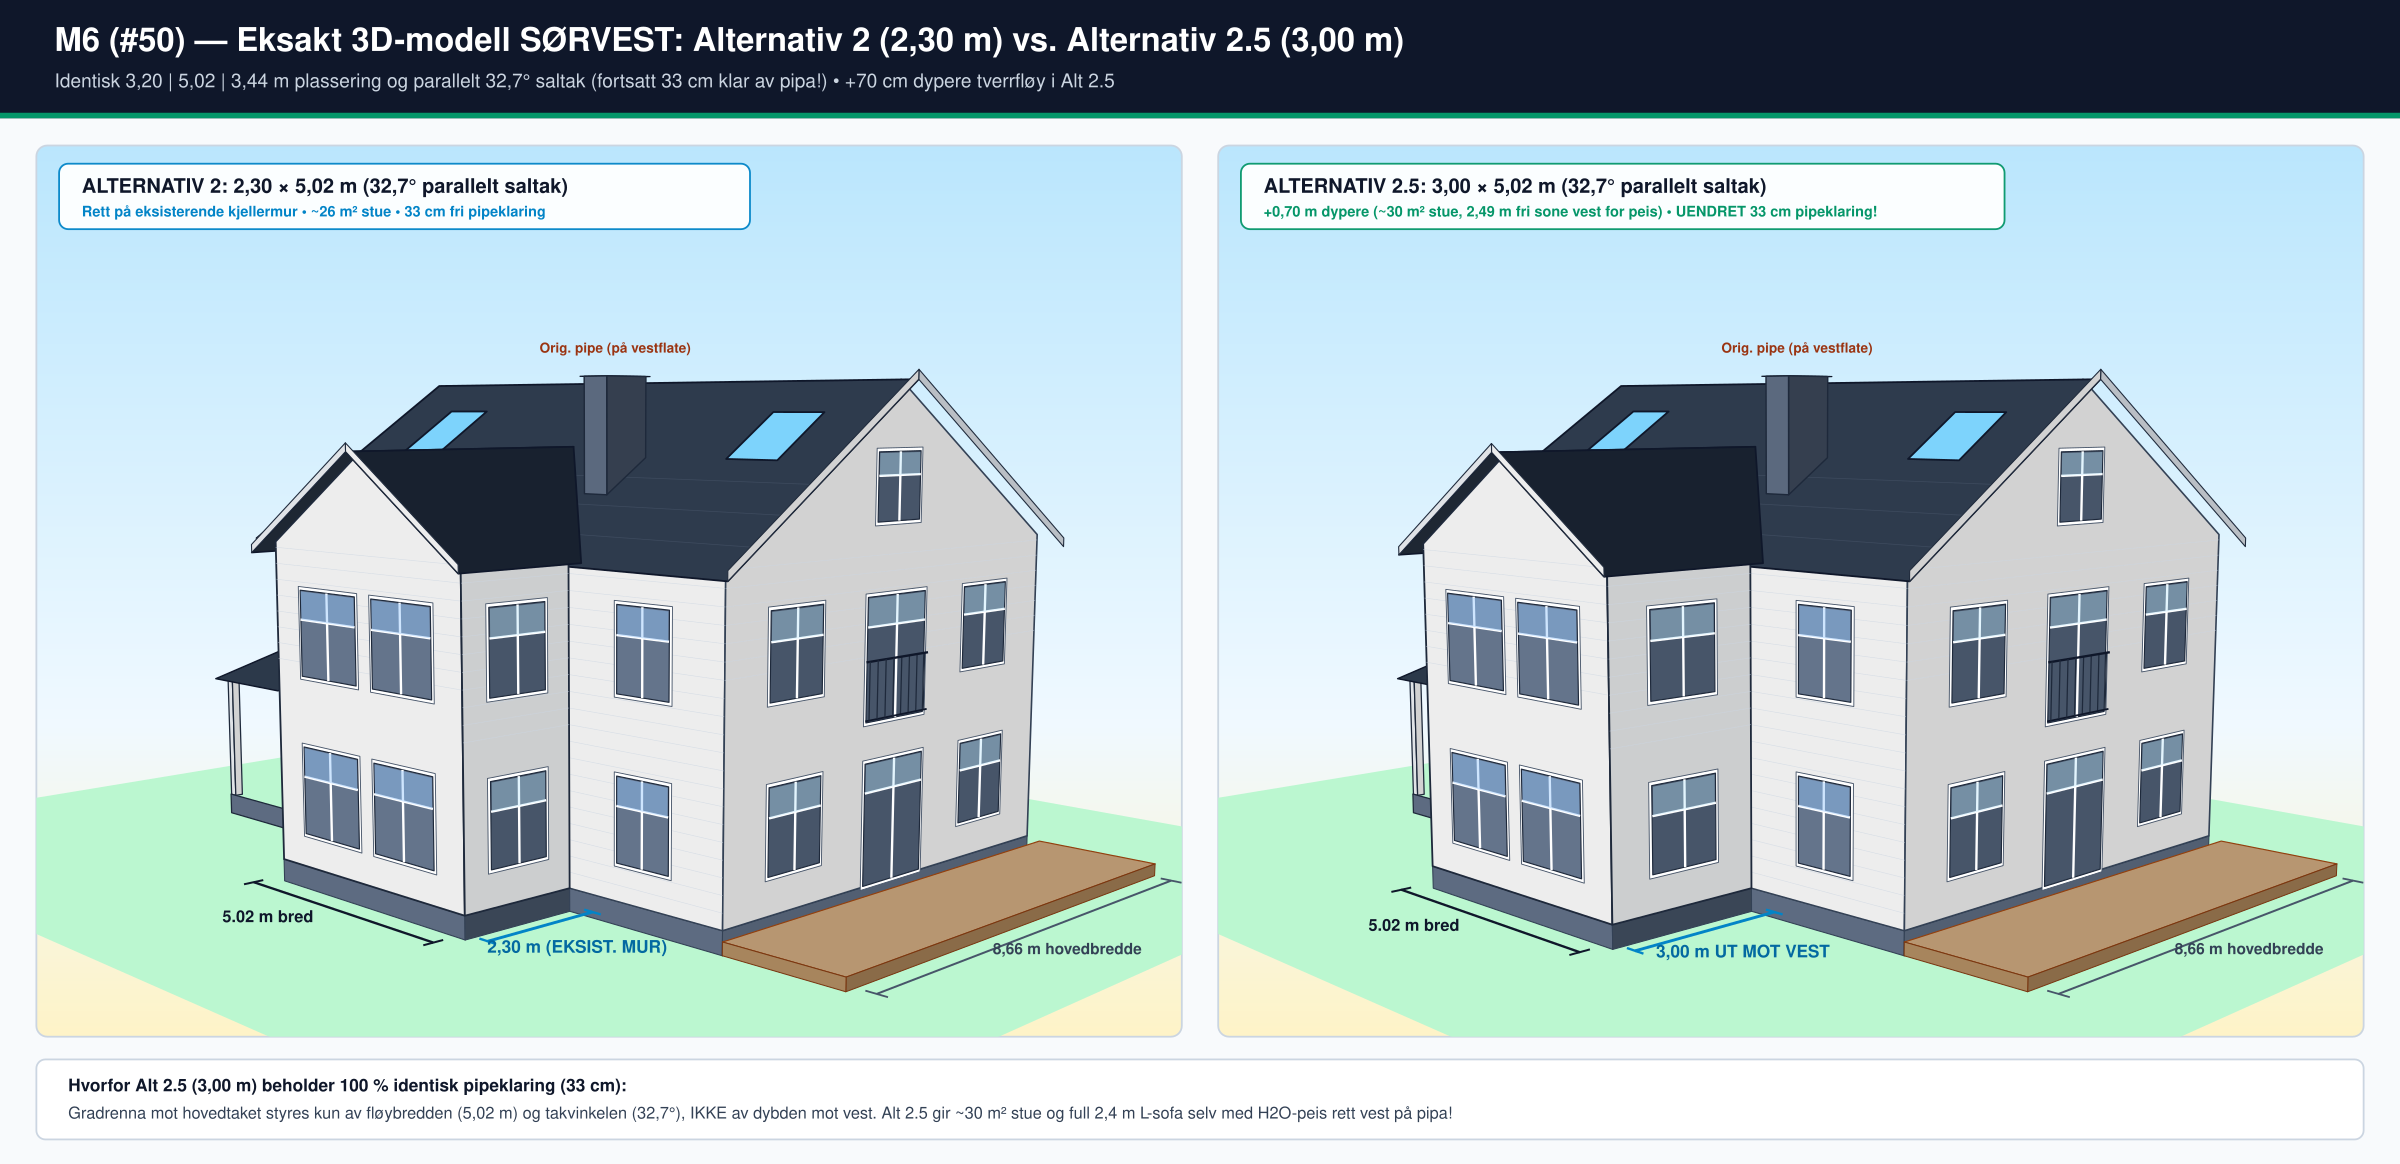 M6 (#50) — Eksakt 3D-modell SØRVEST: Alternativ 2 (2,30 m) vs. Alternativ 2.5 (3,00 m)
Identisk 3,20 | 5,02 | 3,44 m plassering og parallelt 32,7° saltak (fortsatt 33 cm klar av pipa!) • +70 cm dypere tverrfløy i Alt 2.5
ALTERNATIV 2: 2,30 × 5,02 m (32,7° parallelt saltak)
Rett på eksisterende kjellermur • ~26 m² stue • 33 cm fri pipeklaring
Orig. pipe (på vestflate)
5.02 m bred
2,30 m (EKSIST. MUR)
8,66 m hovedbredde
ALTERNATIV 2.5: 3,00 × 5,02 m (32,7° parallelt saltak)
+0,70 m dypere (~30 m² stue, 2,49 m fri sone vest for peis) • UENDRET 33 cm pipeklaring!
Orig. pipe (på vestflate)
5.02 m bred
3,00 m UT MOT VEST
8,66 m hovedbredde
Hvorfor Alt 2.5 (3,00 m) beholder 100 % identisk pipeklaring (33 cm):
Gradrenna mot hovedtaket styres kun av fløybredden (5,02 m) og takvinkelen (32,7°), IKKE av dybden mot vest. Alt 2.5 gir ~30 m² stue og full 2,4 m L-sofa selv med H2O-peis rett vest på pipa!